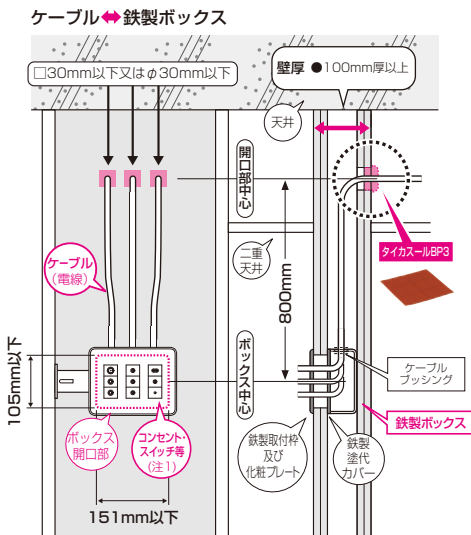 ケーブル⬌鉄製ボックス
□30mm以下又はφ30mm以下
壁厚 ●100mm厚以上
天井
開口部中心
タイカスールBP3
二重
天井
800mm
ケーブル
(電線)
ボックス中心
105mm以下
ケーブル
ブッシング
ボックス
開口部
コンセント・
スイッチ等
(注1)
鉄製取付枠
及び
化粧プレート
鉄製
塗代
カバー
鉄製ボックス
151mm以下